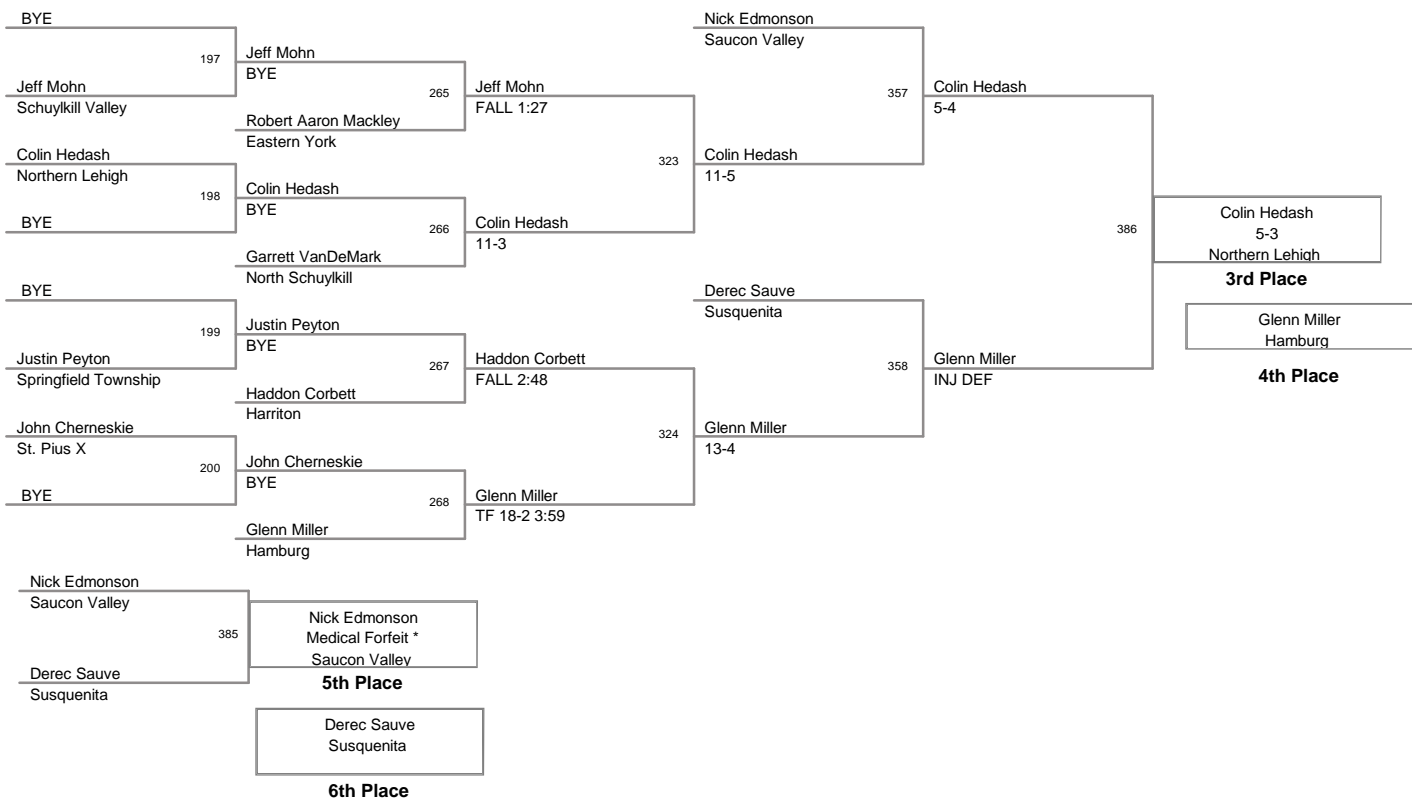 BYE
197
Jeff Mohn
Schuylkill Valley
Colin Hedash
Northern Lehigh
198
BYE
BYE
199
Justin Peyton
Springfield Township
John Cherneskie
St. Pius X
200
BYE
Jeff Mohn
BYE
265
Robert Aaron Mackley
Eastern York
Colin Hedash
BYE
266
Garrett VanDeMark
North Schuylkill
Justin Peyton
BYE
267
Haddon Corbett
Harriton
John Cherneskie
BYE
268
Glenn Miller
Hamburg
Jeff Mohn
FALL 1:27
323
Colin Hedash
11-3
Haddon Corbett
FALL 2:48
324
Glenn Miller
TF 18-2 3:59
Nick Edmonson
Saucon Valley
357
Colin Hedash
11-5
Derec Sauve
Susquenita
358
Glenn Miller
13-4
Colin Hedash
5-4
386
Glenn Miller
INJ DEF
Colin Hedash
5-3
Northern Lehigh
3rd Place
Glenn Miller
Hamburg
4th Place
Nick Edmonson
Saucon Valley
385
Derec Sauve
Susquenita
Nick Edmonson
Medical Forfeit *
Saucon Valley
5th Place
Derec Sauve
Susquenita
6th Place